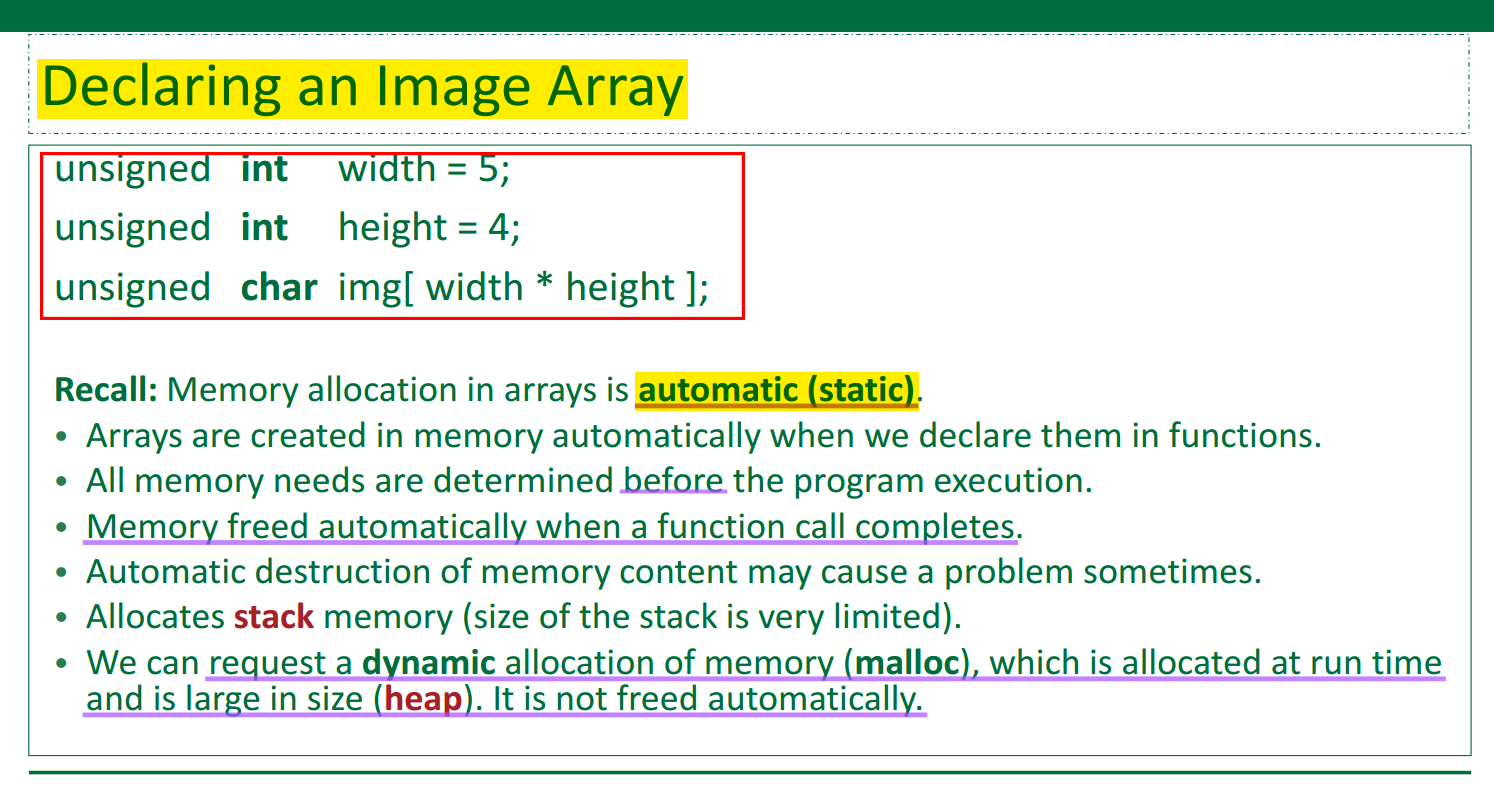 Declaring an Image Array
unsigned int width = 5;
unsigned int height = 4;
unsigned char img[ width * height ];
Recall: Memory allocation in arrays is automatic (static).
• Arrays are created in memory automatically when we declare them in functions.
• All memory needs are determined before the program execution.
• Memory freed automatically when a function call completes.
• Automatic destruction of memory content may cause a problem sometimes.
• Allocates stack memory (size of the stack is very limited).
• We can request a dynamic allocation of memory (malloc), which is allocated at run time
and is large in size (heap). It is not freed automatically.